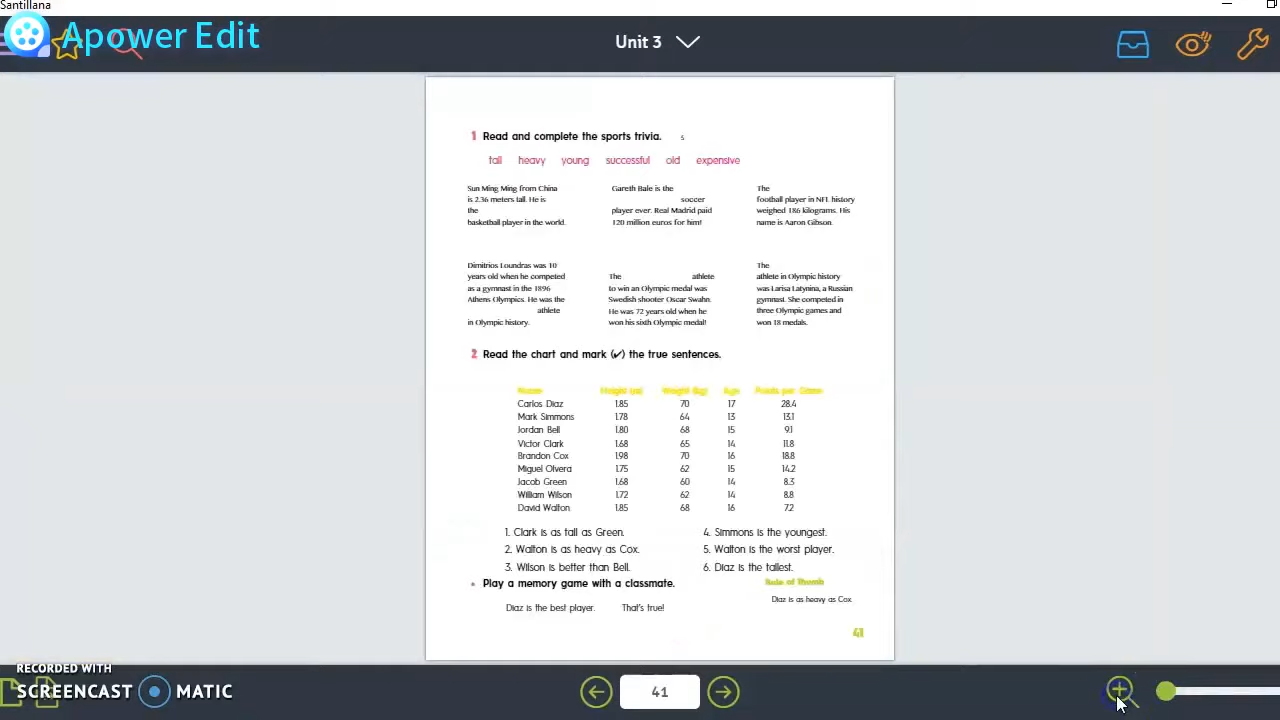 Santillana
Apower Edit
Unit 3
1 Read and complete the sports trivia. s
tall heavy young successful old expensive
Sun Ming Ming from China
is 2.36 meters tall. He is
the
basketball player in the world.
Gareth Bale is the
soccer
player ever. Real Madrid paid
120 million euros for him!
The
football player in NFL history
weighed 186 kilograms. His
name is Aaron Gibson.
Dimitrios Loundras was 10
years old when he competed
as a gymnast in the 1896
Athens Olympics. He was the
athlete
in Olympic history.
The athlete
to win an Olympic medal was
Swedish shooter Oscar Swahn.
He was 72 years old when he
won his sixth Olympic medal!
The
athlete in Olympic history
was Larisa Latynina, a Russian
gymnast. She competed in
three Olympic games and
won 18 medals.
2 Read the chart and mark (✔) the true sentences.
Name Height (m) Weight (kg) Age Points per Game
Carlos Diaz 1.85 70 17 28.4
Mark Simmons 1.78 64 13 13.1
Jordan Bell 1.80 68 15 9.1
Victor Clark 1.68 65 14 11.8
Brandon Cox 1.98 70 16 18.8
Miguel Olvera 1.75 62 15 14.2
Jacob Green 1.68 60 14 8.3
William Wilson 1.72 62 14 8.8
David Walton 1.85 68 16 7.2
1. Clark is as tall as Green.
2. Walton is as heavy as Cox.
3. Wilson is better than Bell.
4. Simmons is the youngest.
5. Walton is the worst player.
6. Diaz is the tallest.
• Play a memory game with a classmate.
Diaz is the best player. That's true!
Rule of Thumb
Diaz is as heavy as Cox.
41
RECORDED WITH
SCREENCAST MATIC
41